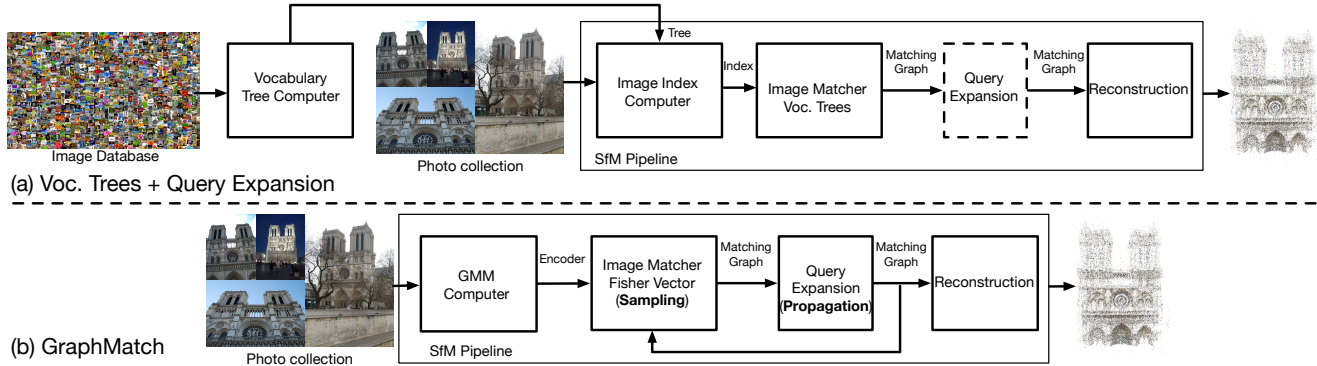 Image Database
Vocabulary
Tree Computer
Photo collection
Tree
Image Index
Computer
Index
Image Matcher
Voc. Trees
Matching
Graph
Query
Expansion
Matching
Graph
Reconstruction
SfM Pipeline
(a) Voc. Trees + Query Expansion
Photo collection
GMM
Computer
Encoder
Image Matcher
Fisher Vector
(Sampling)
Matching
Graph
Query
Expansion
(Propagation)
Matching
Graph
Reconstruction
SfM Pipeline
(b) GraphMatch